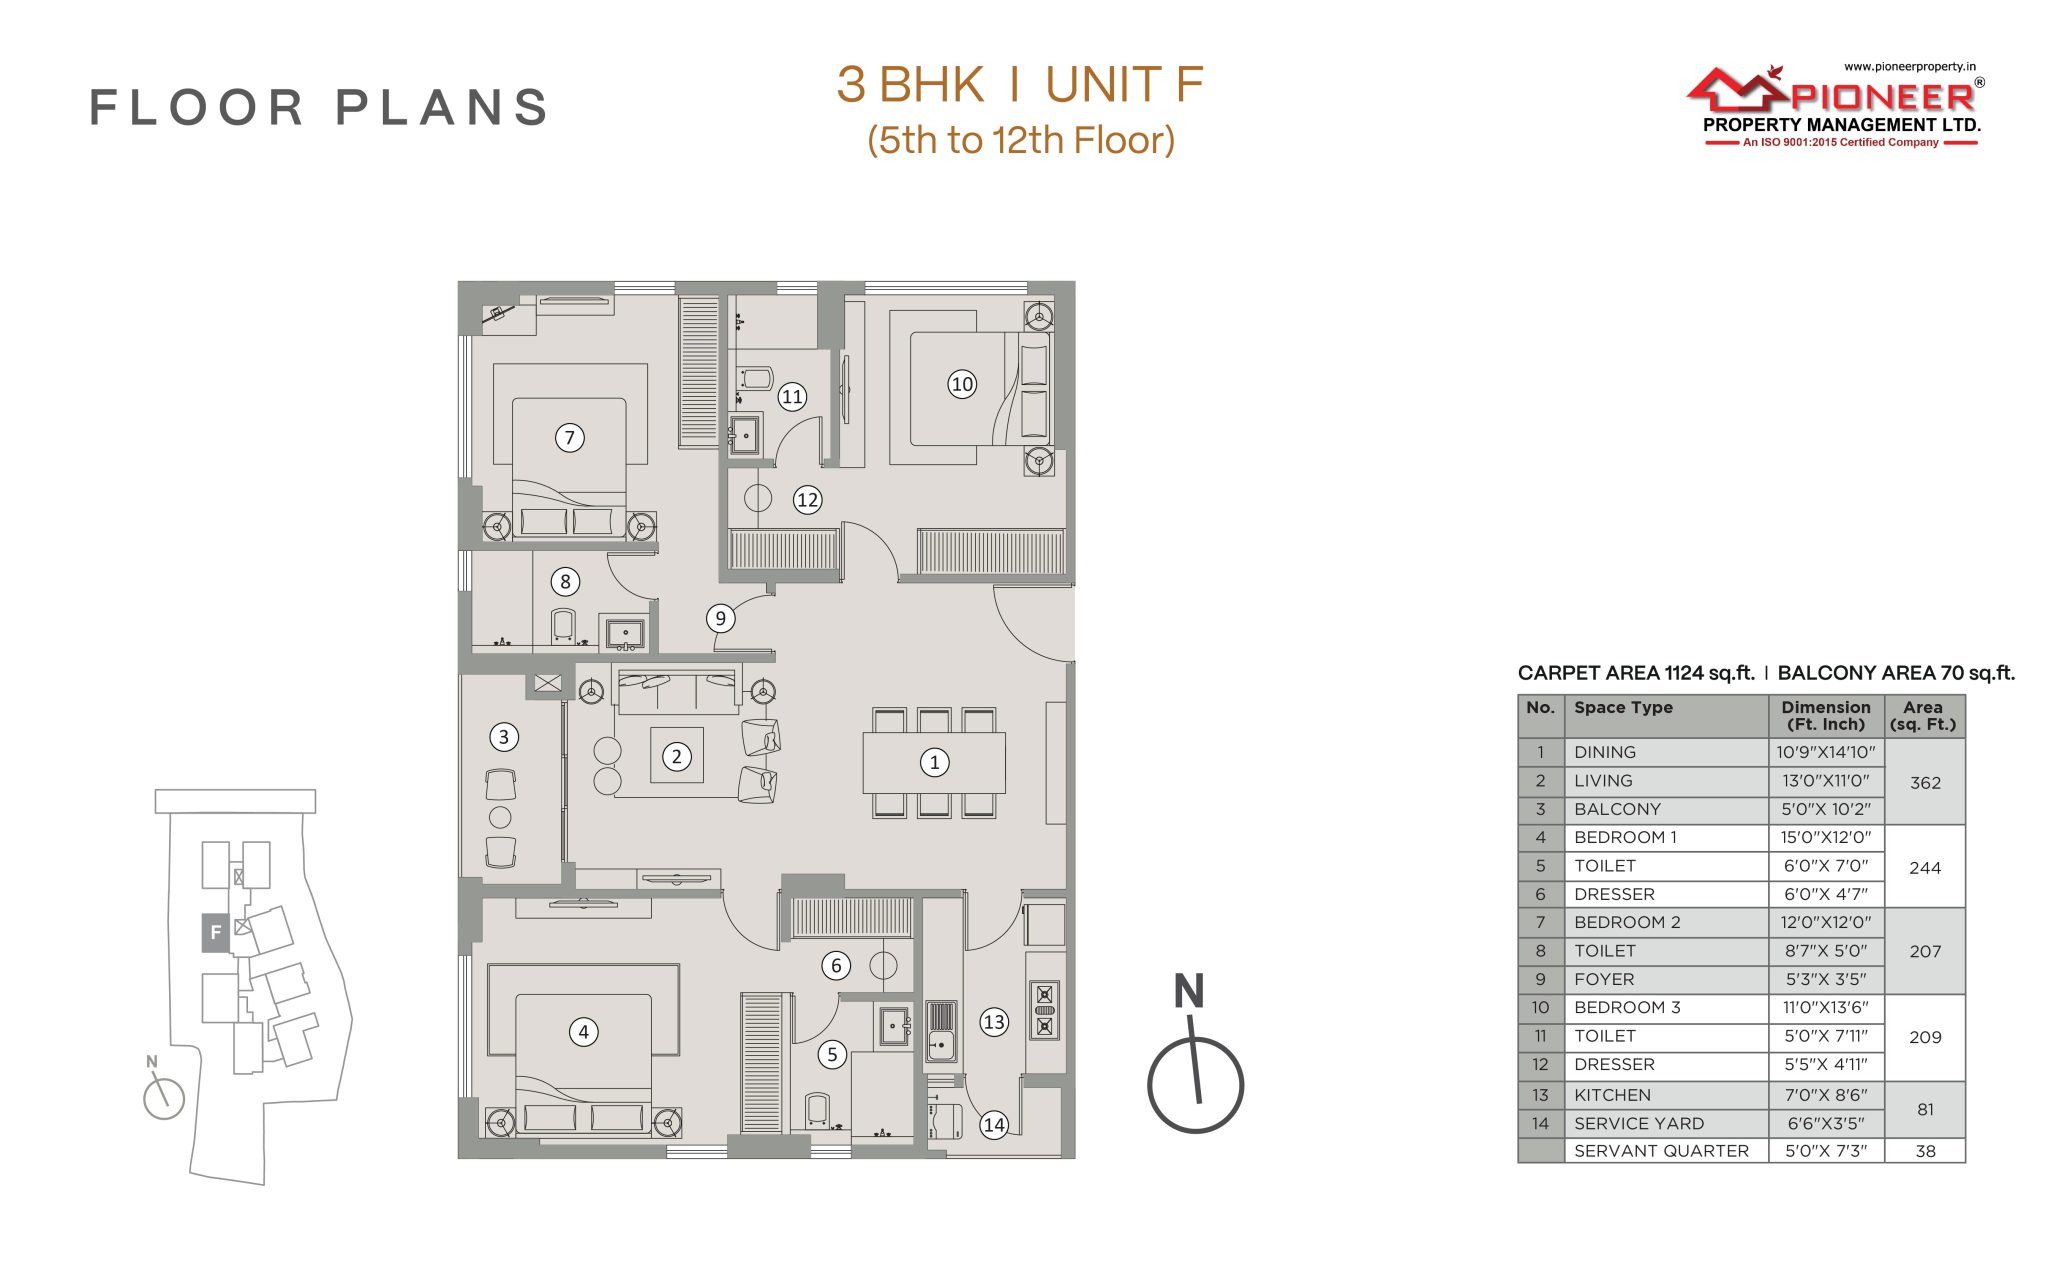 FLOOR PLANS
3 BHK | UNIT F
(5th to 12th Floor)
www.pioneerproperty.in
PIONEER®
PROPERTY MANAGEMENT LTD.
An ISO 9001:2015 Certified Company
7
11
10
12
8
9
3
2
1
6
4
5
13
14
F
N
N
CARPET AREA 1124 sq.ft. | BALCONY AREA 70 sq.ft.
No. Space Type Dimension (Ft. Inch) Area (sq. Ft.)
1 DINING 10'9"X14'10"
2 LIVING 13'0"X11'0" 362
3 BALCONY 5'0"X 10'2"
4 BEDROOM 1 15'0"X12'0"
5 TOILET 6'0"X 7'0" 244
6 DRESSER 6'0"X 4'7"
7 BEDROOM 2 12'0"X12'0"
8 TOILET 8'7"X 5'0" 207
9 FOYER 5'3"X 3'5"
10 BEDROOM 3 11'0"X13'6"
11 TOILET 5'0"X 7'11" 209
12 DRESSER 5'5"X 4'11"
13 KITCHEN 7'0"X 8'6" 81
14 SERVICE YARD 6'6"X3'5"
SERVANT QUARTER 5'0"X 7'3" 38